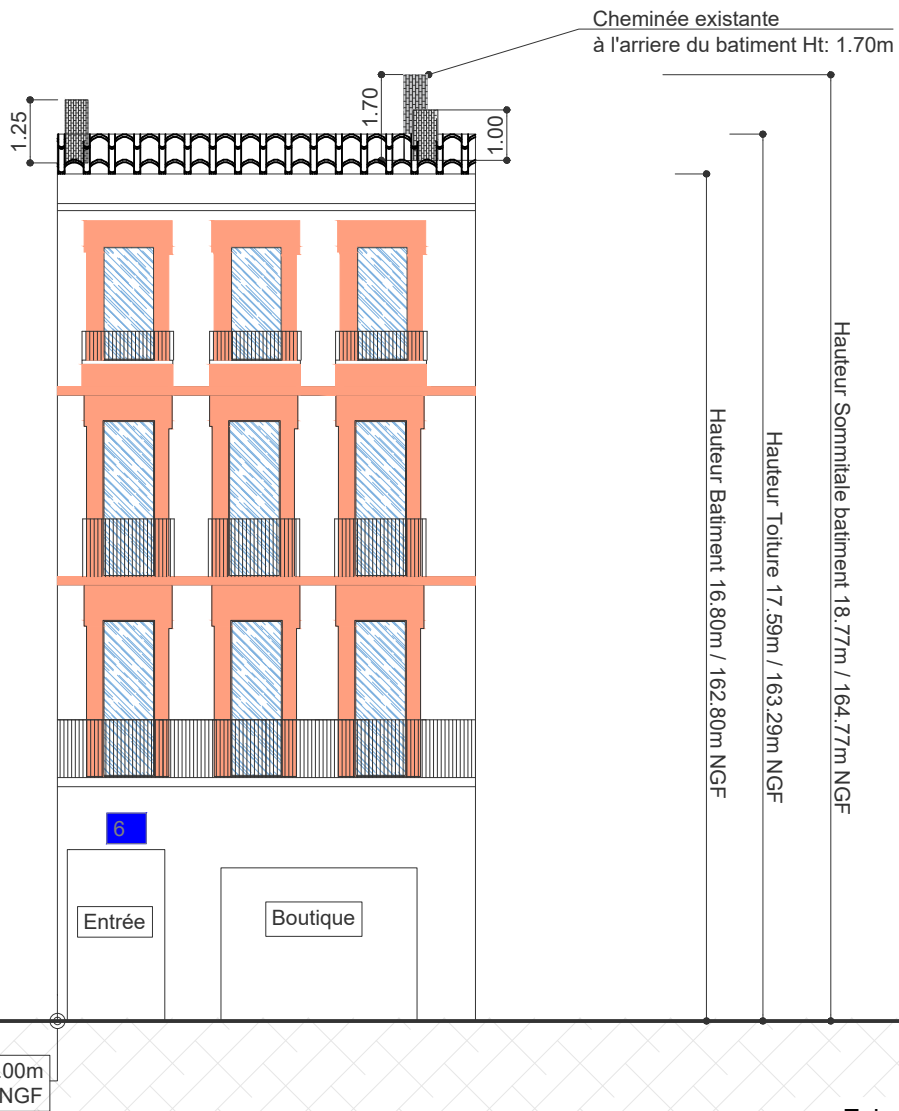 Cheminée existante
à l'arriere du batiment Ht: 1.70m
1.25
1.70
1.00
Hauteur Batiment 16.80m / 162.80m NGF
Hauteur Toiture 17.59m / 163.29m NGF
Hauteur Sommitale batiment 18.77m / 164.77m NGF
6
Entrée
Boutique
.00m
NGF